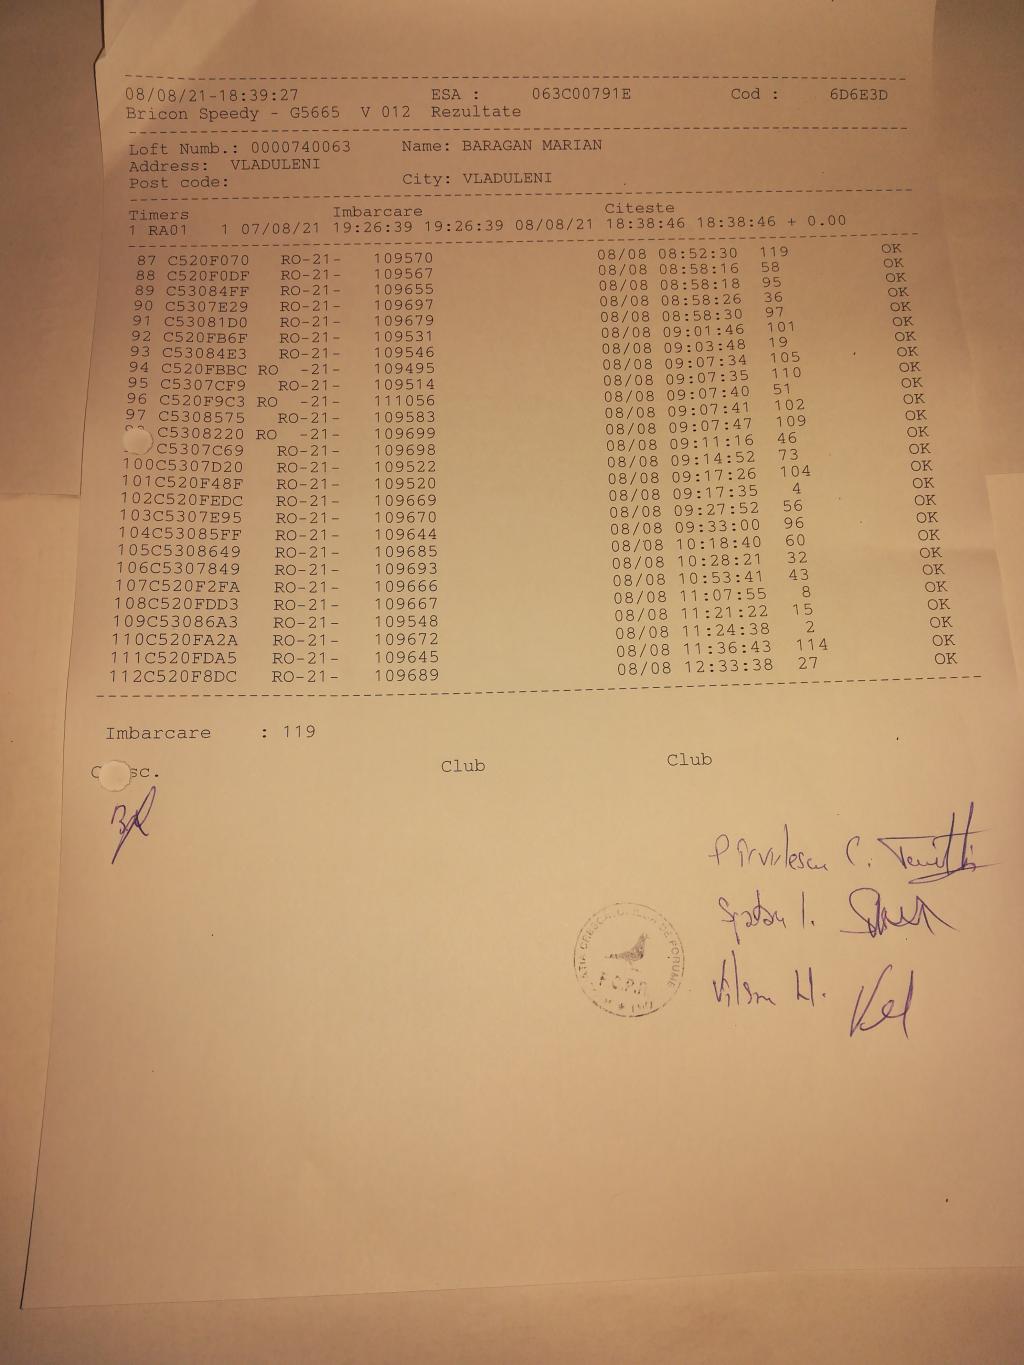 08/08/21-18:39:27 ESA : 063C00791E Cod : 6D6E3D
Bricon Speedy - G5665 V 012 Rezultate
Loft Numb.: 0000740063 Name: BARAGAN MARIAN
Address: VLADULENI
Post code: City: VLADULENI
Timers Imbarcare Citeste
1 RA01 1 07/08/21 19:26:39 19:26:39 08/08/21 18:38:46 18:38:46 + 0.00
87 C520F070 RO-21- 109570 08/08 08:52:30 119 OK
88 C520F0DF RO-21- 109567 08/08 08:58:16 58 OK
89 C53084FF RO-21- 109655 08/08 08:58:18 95 OK
90 C5307E29 RO-21- 109697 08/08 08:58:26 36 OK
91 C53081D0 RO-21- 109679 08/08 08:58:30 97 OK
92 C520FB6F RO-21- 109531 08/08 09:01:46 101 OK
93 C53084E3 RO-21- 109546 08/08 09:03:48 19 OK
94 C520FBBC RO -21- 109495 08/08 09:07:34 105 OK
95 C5307CF9 RO-21- 109514 08/08 09:07:35 110 OK
96 C520F9C3 RO -21- 111056 08/08 09:07:40 51 OK
97 C5308575 RO-21- 109583 08/08 09:07:41 102 OK
C5308220 RO -21- 109699 08/08 09:07:47 109 OK
C5307C69 RO-21- 109698 08/08 09:11:16 46 OK
100C5307D20 RO-21- 109522 08/08 09:14:52 73 OK
101C520F48F RO-21- 109520 08/08 09:17:26 104 OK
102C520FEDC RO-21- 109669 08/08 09:17:35 4 OK
103C5307E95 RO-21- 109670 08/08 09:27:52 56 OK
104C53085FF RO-21- 109644 08/08 09:33:00 96 OK
105C5308649 RO-21- 109685 08/08 10:18:40 60 OK
106C5307849 RO-21- 109693 08/08 10:28:21 32 OK
107C520F2FA RO-21- 109666 08/08 10:53:41 43 OK
108C520FDD3 RO-21- 109667 08/08 11:07:55 8 OK
109C53086A3 RO-21- 109548 08/08 11:21:22 15 OK
110C520FA2A RO-21- 109672 08/08 11:24:38 2 OK
111C520FDA5 RO-21- 109645 08/08 11:36:43 114 OK
112C520F8DC RO-21- 109689 08/08 12:33:38 27 OK
Imbarcare : 119
Club Club